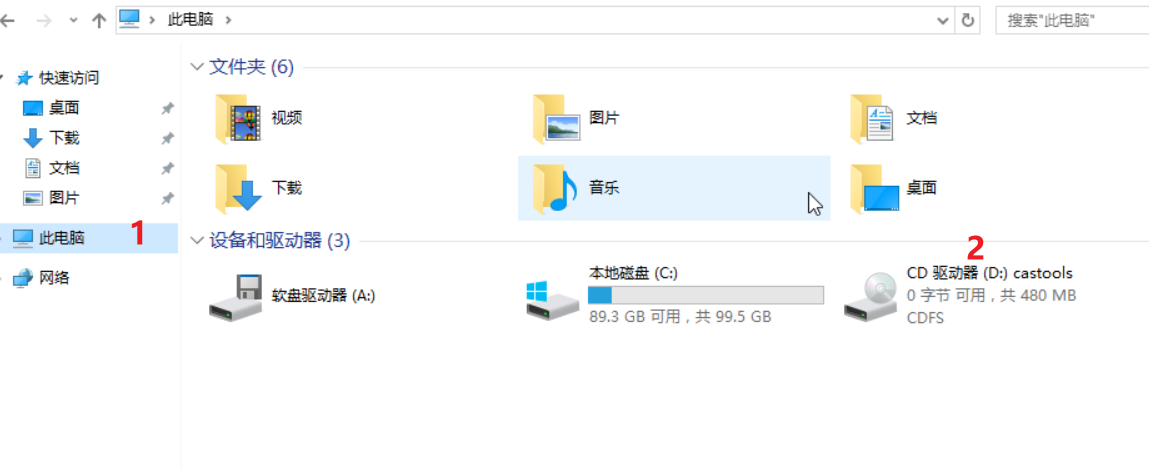 此电脑
搜索"此电脑"
快速访问
桌面
下载
文档
图片
此电脑 1
网络
文件夹 (6)
视频
图片
文档
下载
音乐
桌面
设备和驱动器 (3)
2
软盘驱动器 (A:)
本地磁盘 (C:)
89.3 GB 可用，共 99.5 GB
CD 驱动器 (D:) castools
0 字节 可用，共 480 MB
CDFS